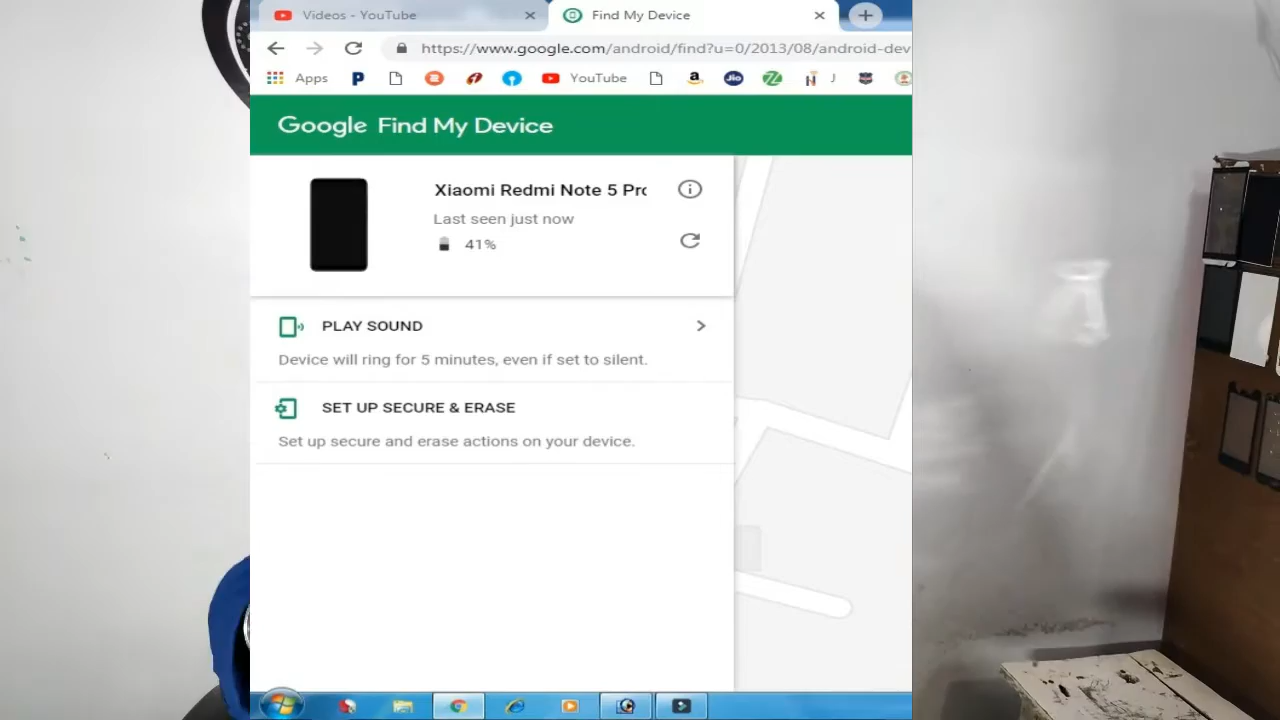 Videos - YouTube
Find My Device
https://www.google.com/android/find?u=0/2013/08/android-dev
Apps
YouTube
Jio
J
Google Find My Device
Xiaomi Redmi Note 5 Pro
Last seen just now
41%
PLAY SOUND
Device will ring for 5 minutes, even if set to silent.
SET UP SECURE & ERASE
Set up secure and erase actions on your device.